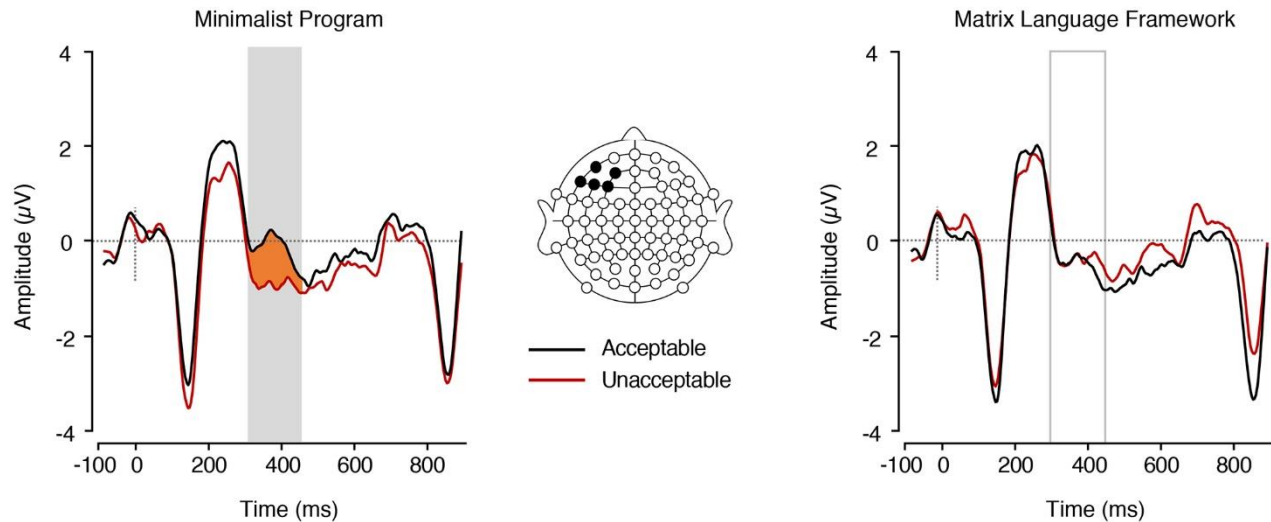 Minimalist Program
4
2
0
-2
-4
Amplitude (µV)
-100 0 200 400 600 800
Time (ms)
Acceptable
Unacceptable
Matrix Language Framework
4
2
0
-2
-4
Amplitude (µV)
-100 0 200 400 600 800
Time (ms)